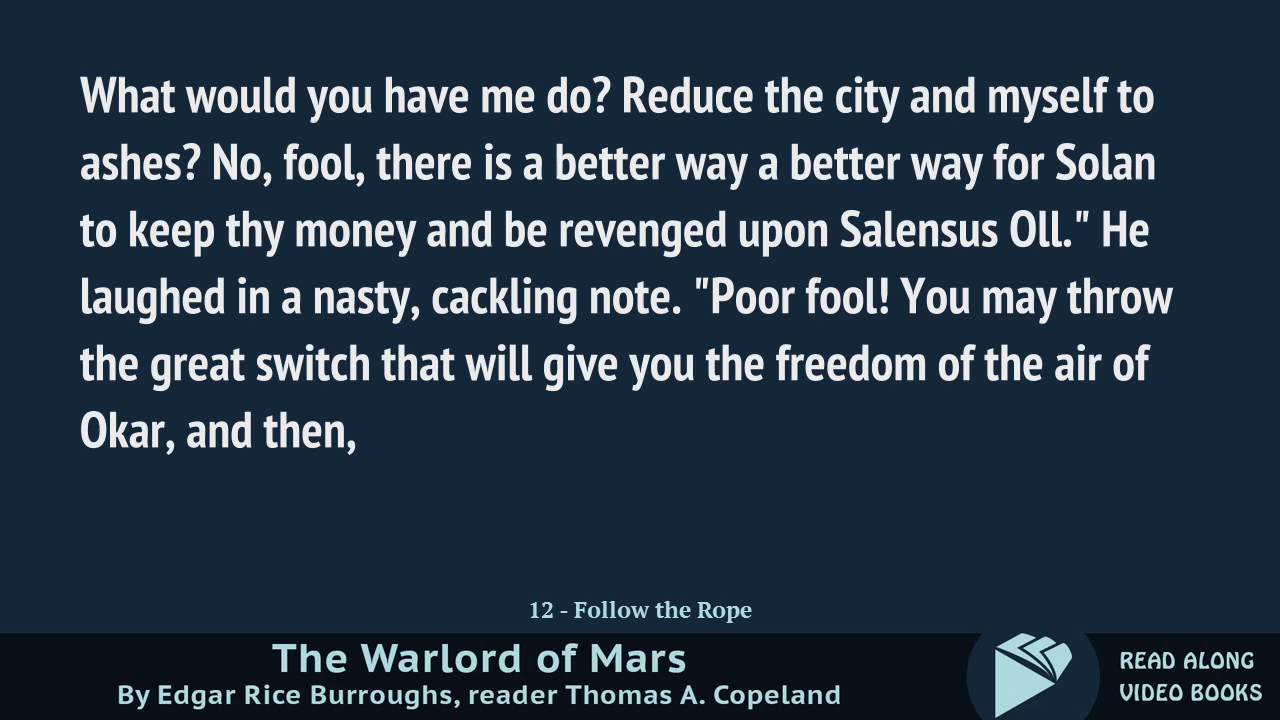 What would you have me do? Reduce the city and myself to
ashes? No, fool, there is a better way a better way for Solan
to keep thy money and be revenged upon Salensus Oll." He
laughed in a nasty, cackling note. "Poor fool! You may throw
the great switch that will give you the freedom of the air of
Okar, and then,
12 - Follow the Rope
The Warlord of Mars
By Edgar Rice Burroughs, reader Thomas A. Copeland
READ ALONG
VIDEO BOOKS